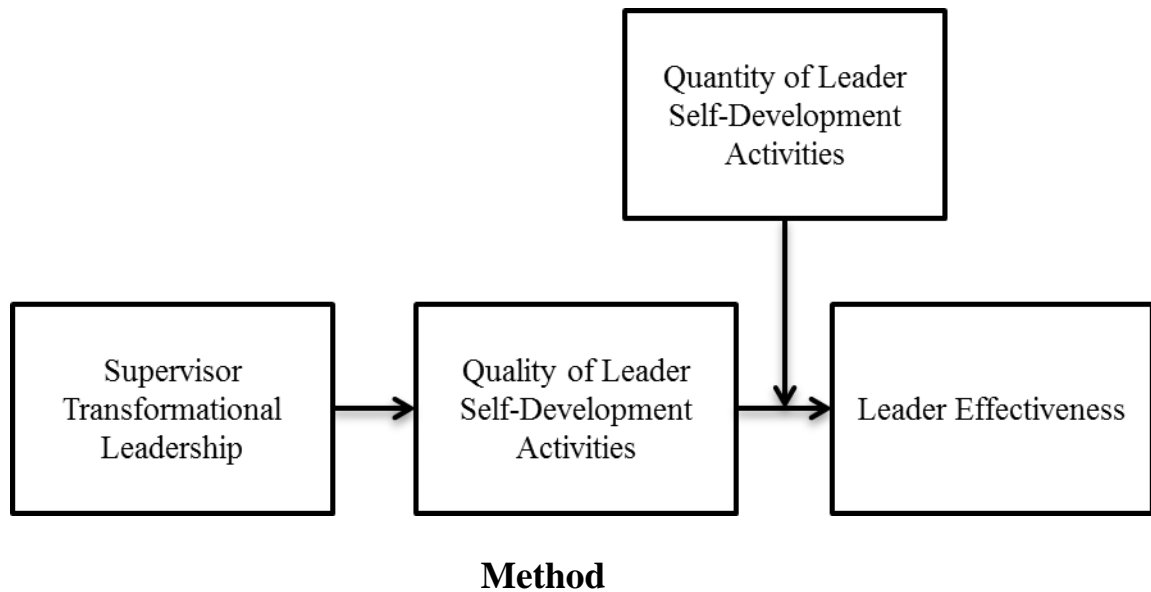 Quantity of Leader
Self-Development
Activities
Supervisor
Transformational
Leadership
Quality of Leader
Self-Development
Activities
Leader Effectiveness
Method